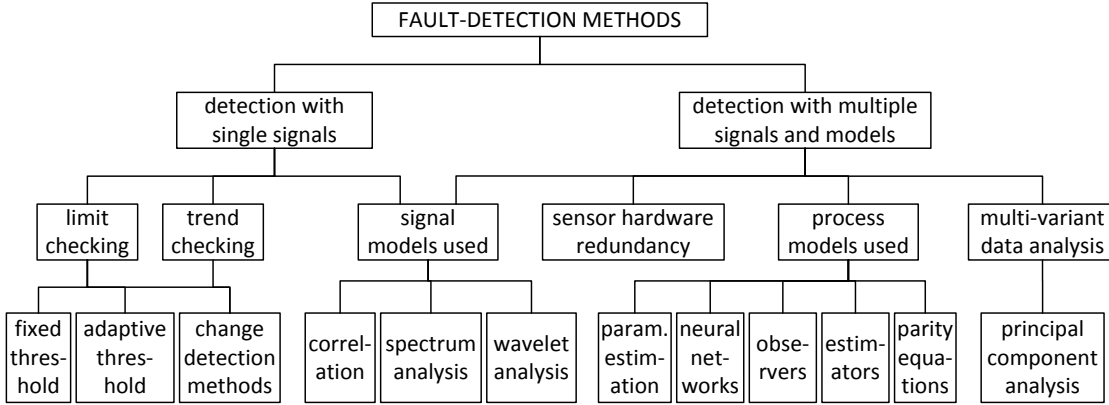 FAULT-DETECTION METHODS
detection with
single signals
detection with multiple
signals and models
limit
checking
trend
checking
signal
models used
sensor hardware
redundancy
process
models used
multi-variant
data analysis
fixed
thres-
hold
adaptive
thres-
hold
change
detection
methods
correl-
ation
spectrum
analysis
wavelet
analysis
param.
estim-
ation
neural
net-
works
obse-
rvers
estim-
ators
parity
equa-
tions
principal
component
analysis